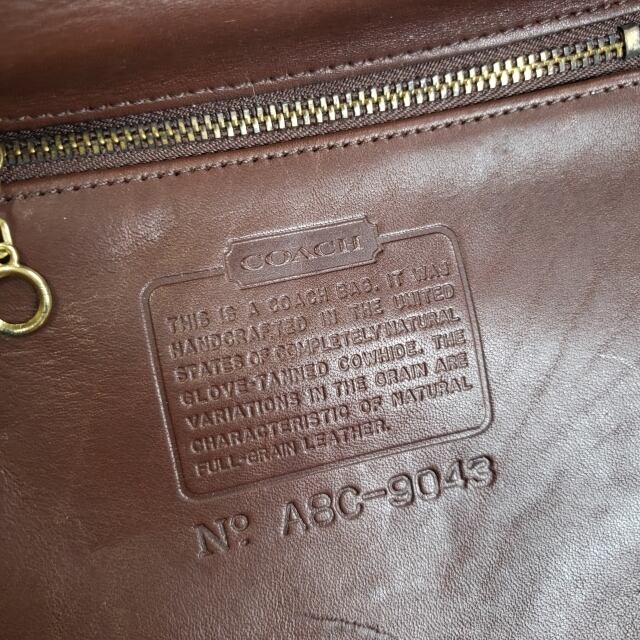 COACH
THIS IS A COACH BAG. IT WAS
HANDCRAFTED IN THE UNITED
STATES OF COMPLETELY NATURAL
GLOVE-TANNED COWHIDE. THE
VARIATIONS IN THE GRAIN ARE
CHARACTERISTIC OF NATURAL
FULL-GRAIN LEATHER.
Nº A8C-9043